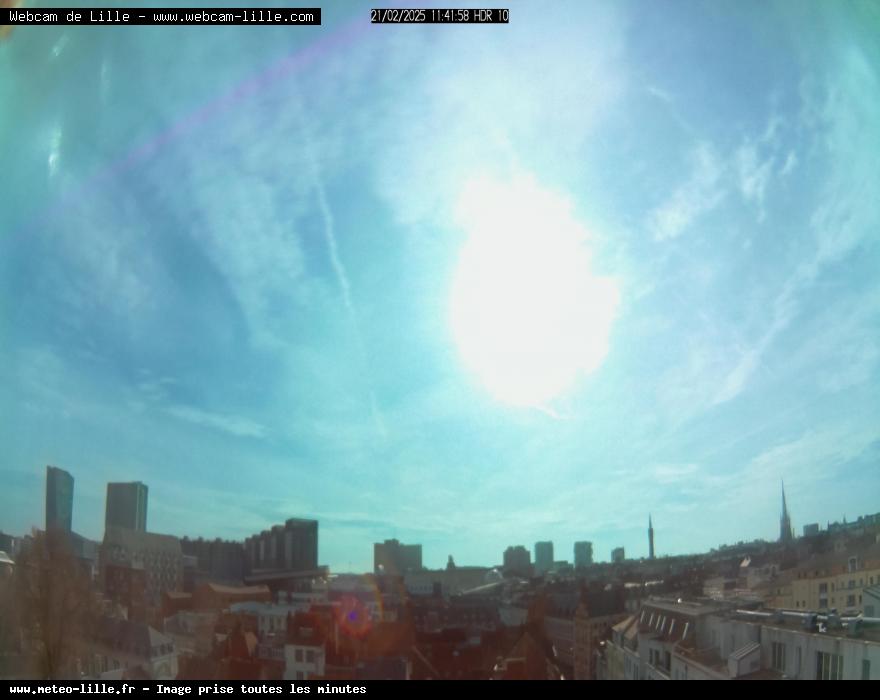 Webcam de Lille - www.webcam-lille.com
21/02/2025 11:41:58 HDR 10
www.meteo-lille.fr - Image prise toutes les minutes